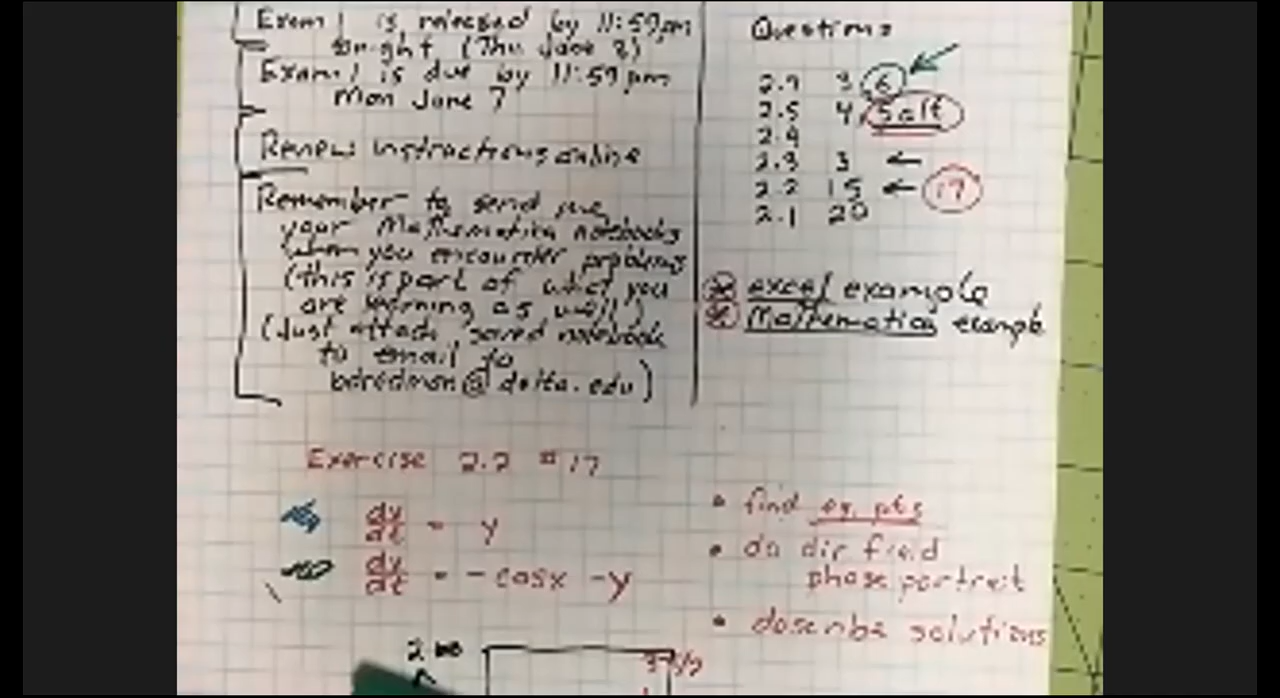 Exam 1 is released by 11:59pm
tonight (Thu June 3)
Exam 1 is due by 11:59 pm
Mon June 7
Review instructions online
Remember to send me
your Mathematica notebooks
when you encounter problems
(this is part of what you
are learning as well!)
(Just attach saved notebook
to email to
bdredman@delta.edu)
Questions
2.7 3, 6
2.5 4, Salt
2.4
2.3 3 ←
2.2 15 ← 17
2.1 20
* excel example
* Mathematica example
Exercise 2.2 #17
dx/dt = y
dy/dt = -cosx -y
• find eq. pts
• do dir field
phase portrait
• describe solutions